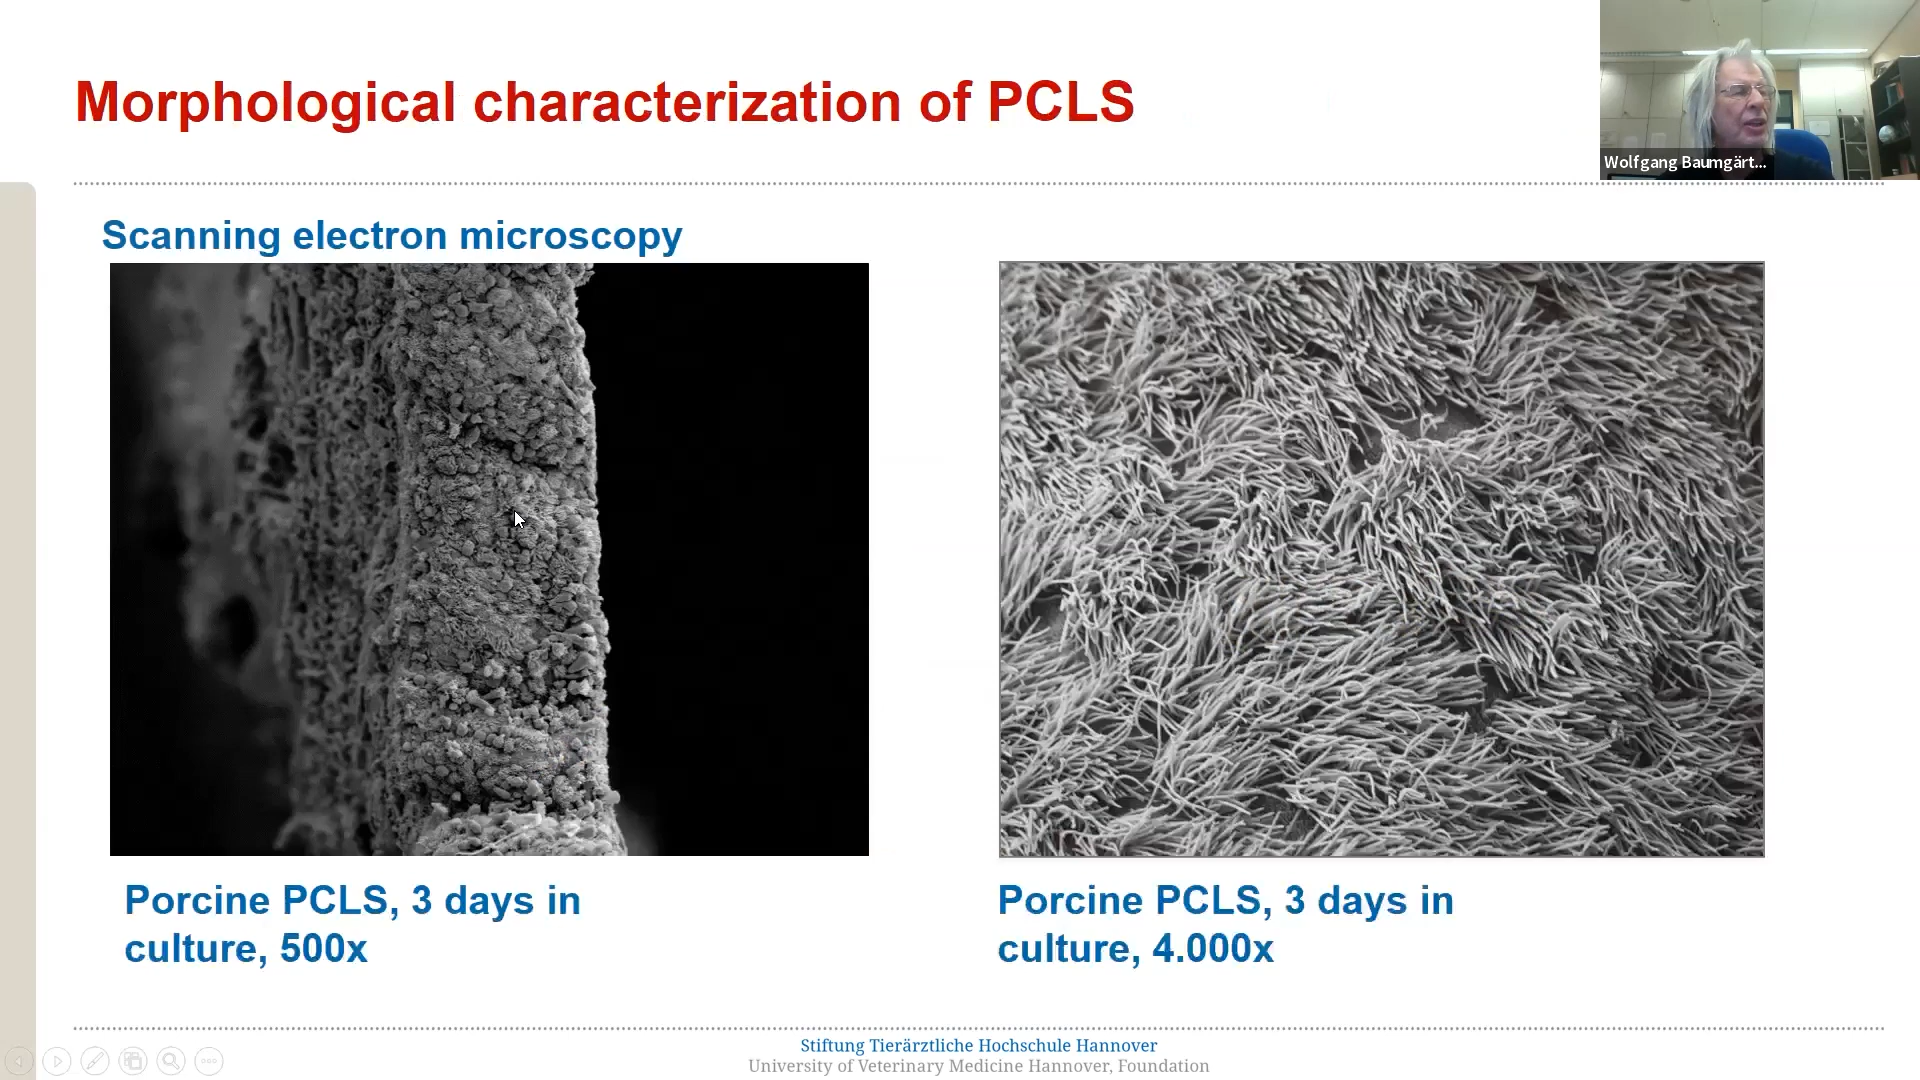 Morphological characterization of PCLS
Wolfgang Baumgärt...
Scanning electron microscopy
Porcine PCLS, 3 days in
culture, 500x
Porcine PCLS, 3 days in
culture, 4.000x
Stiftung Tierärztliche Hochschule Hannover
University of Veterinary Medicine Hannover, Foundation